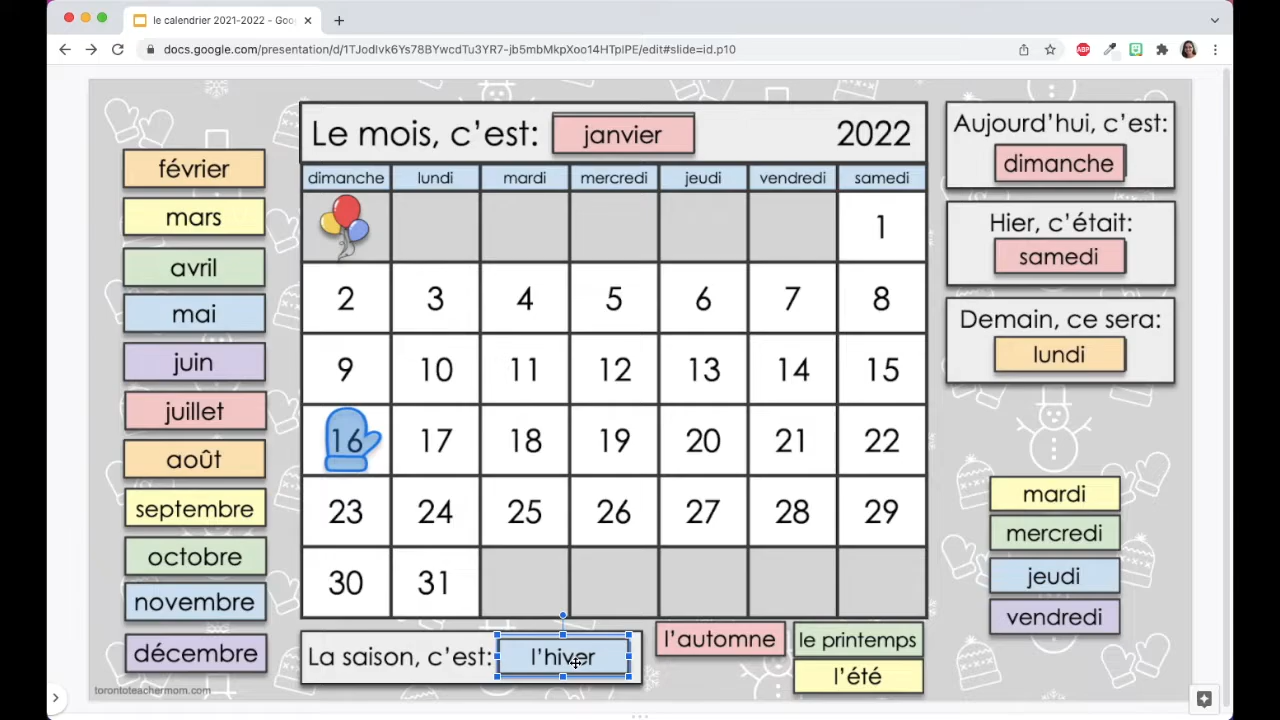 le calendrier 2021-2022 - Goo
docs.google.com/presentation/d/1TJodIvk6Ys78BYwcdTu3YR7-jb5mbMkpXoo14HTpIPE/edit#slide=id.p10
ABP
Le mois, c'est: janvier 2022
dimanche lundi mardi mercredi jeudi vendredi samedi
1
2 3 4 5 6 7 8
9 10 11 12 13 14 15
16 17 18 19 20 21 22
23 24 25 26 27 28 29
30 31
La saison, c'est: l'hiver
l'automne
le printemps
l'été
février
mars
avril
mai
juin
juillet
août
septembre
octobre
novembre
décembre
torontoteachermom.com
Aujourd'hui, c'est:
dimanche
Hier, c'était:
samedi
Demain, ce sera:
lundi
mardi
mercredi
jeudi
vendredi